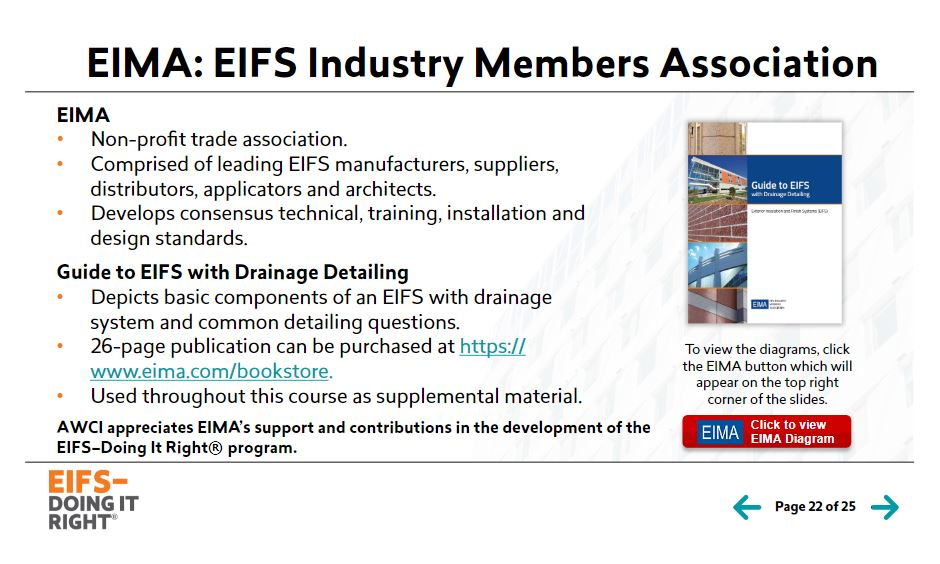 EIMA: EIFS Industry Members Association
EIMA
• Non-profit trade association.
• Comprised of leading EIFS manufacturers, suppliers,
distributors, applicators and architects.
• Develops consensus technical, training, installation and
design standards.
Guide to EIFS with Drainage Detailing
• Depicts basic components of an EIFS with drainage
system and common detailing questions.
• 26-page publication can be purchased at https://
www.eima.com/bookstore.
• Used throughout this course as supplemental material.
AWCI appreciates EIMA's support and contributions in the development of the
EIFS–Doing It Right® program.
Guide to EIFS
with Drainage Detailing
Exterior Insulation and Finish Systems (EIFS)
EIMA
To view the diagrams, click
the EIMA button which will
appear on the top right
corner of the slides.
EIMA
Click to view
EIMA Diagram
EIFS–
DOING IT
RIGHT®
Page 22 of 25